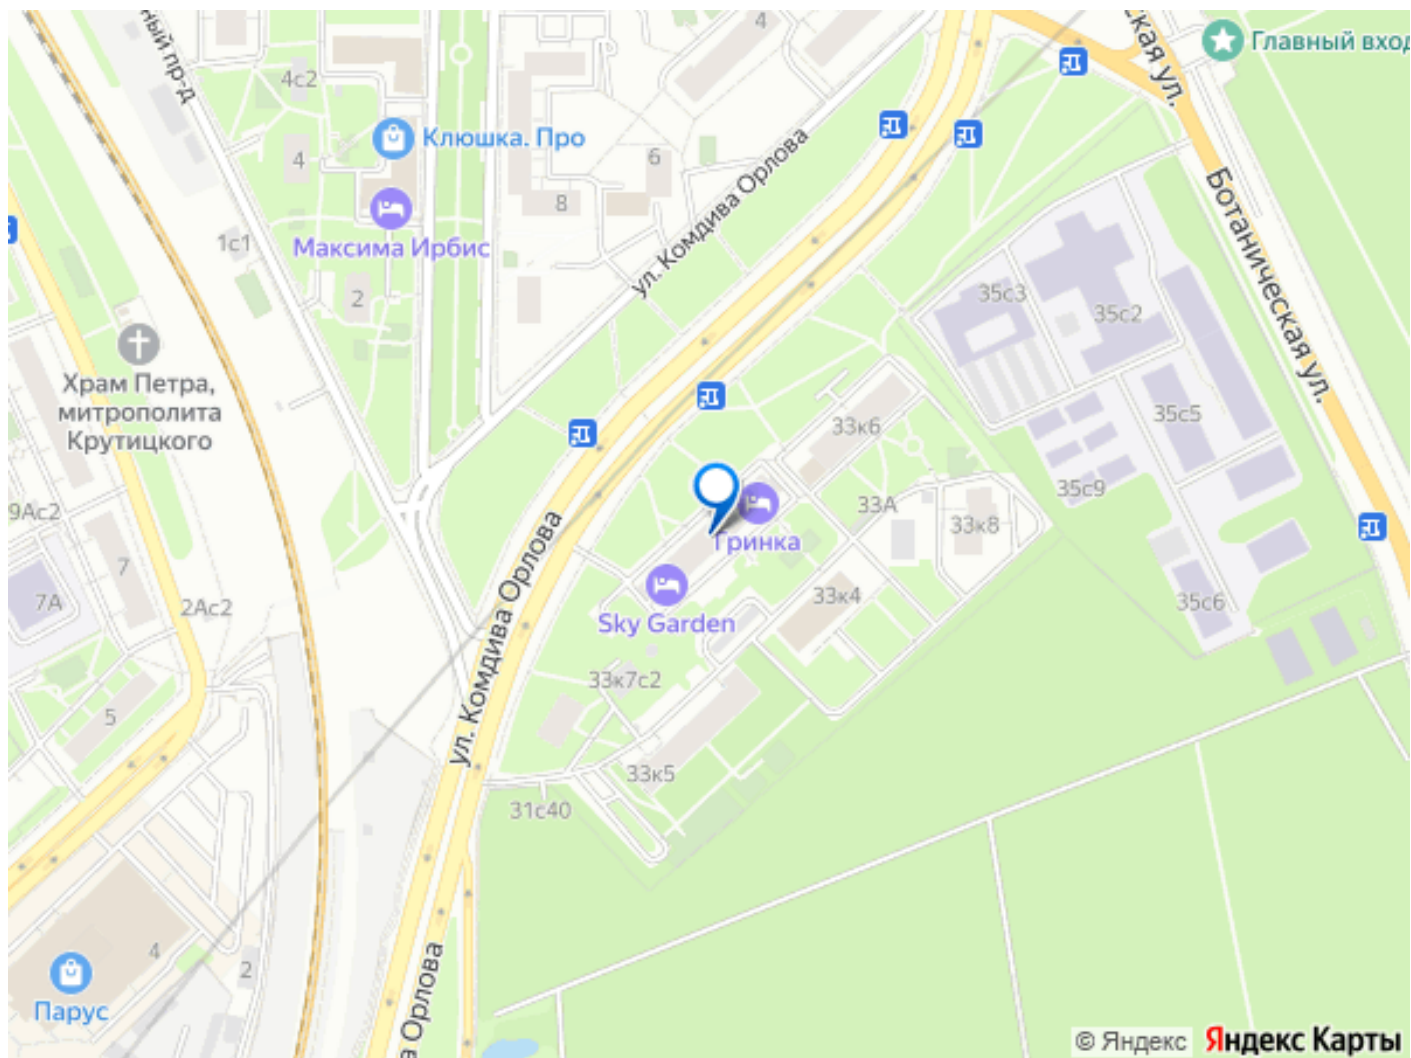 ный пр-д
4
ская ул.
Главный вход
4с2
Клюшка. Про
4
6
8
ул. Комдива Орлова
Ботаническая ул.
1с1
Максима Ирбис
2
35с3
35с2
Храм Петра,
митрополита
Крутицкого
35с5
33к6
35с9
9Ас2
33А
33к8
Гринка
7
7А
2Ас2
Sky Garden
33к4
35с6
ул. Комдива Орлова
33к7с2
5
33к5
31с40
4
2
Парус
а Орлова
© Яндекс Яндекс Карты